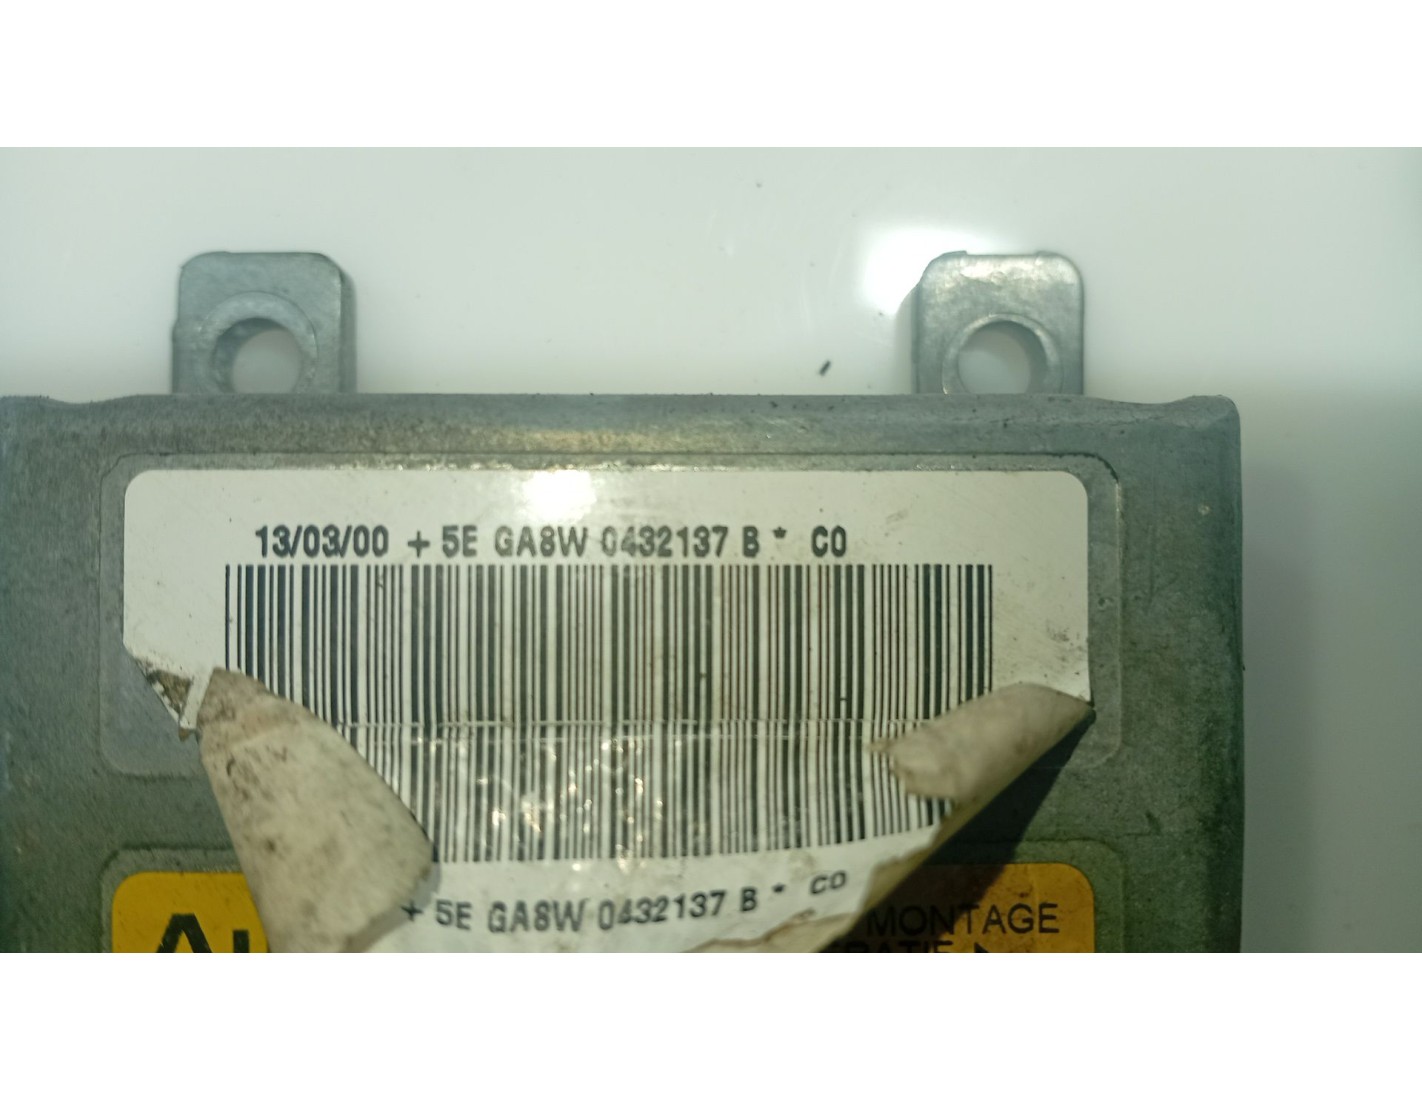 13/03/00 + 5E GA8W 0432137 B * C0
+ 5E GA8W 0432137 B * C0
MONTAGE